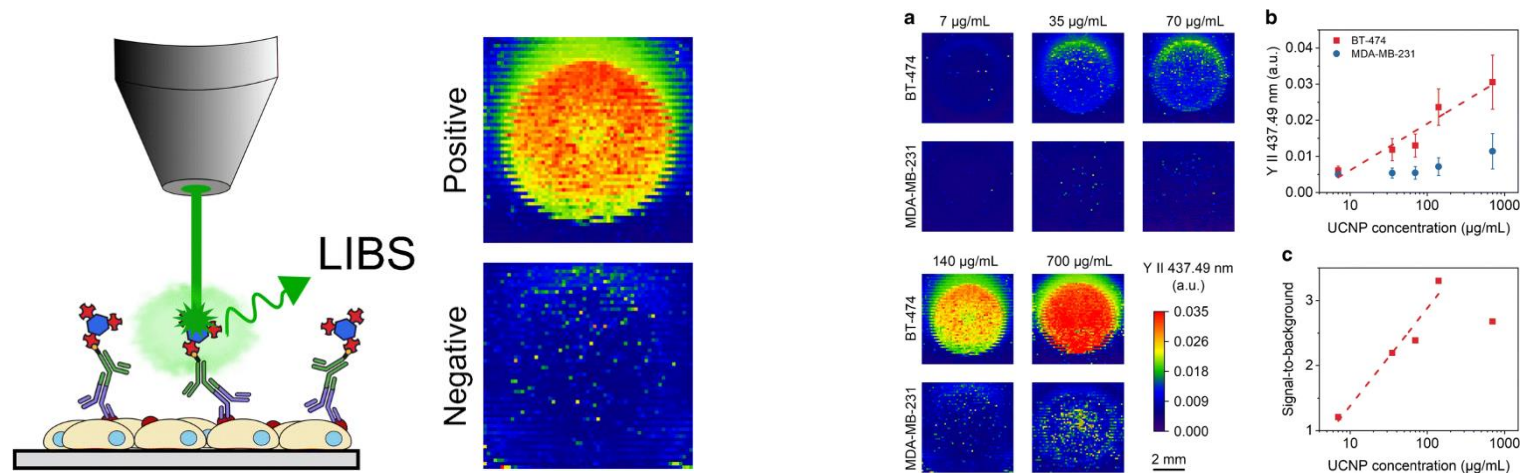 LIBS
Positive
Negative
a
7 µg/mL
35 µg/mL
70 µg/mL
BT-474
MDA-MB-231
140 µg/mL
700 µg/mL
BT-474
MDA-MB-231
Y II 437.49 nm
(a.u.)
0.035
0.026
0.018
0.009
0.000
2 mm
b
BT-474
MDA-MB-231
Y II 437.49 nm (a.u.)
0.04
0.03
0.02
0.01
0.00
10
100
1000
UCNP concentration (µg/mL)
c
Signal-to-background
3
2
1
10
100
1000
UCNP concentration (µg/mL)